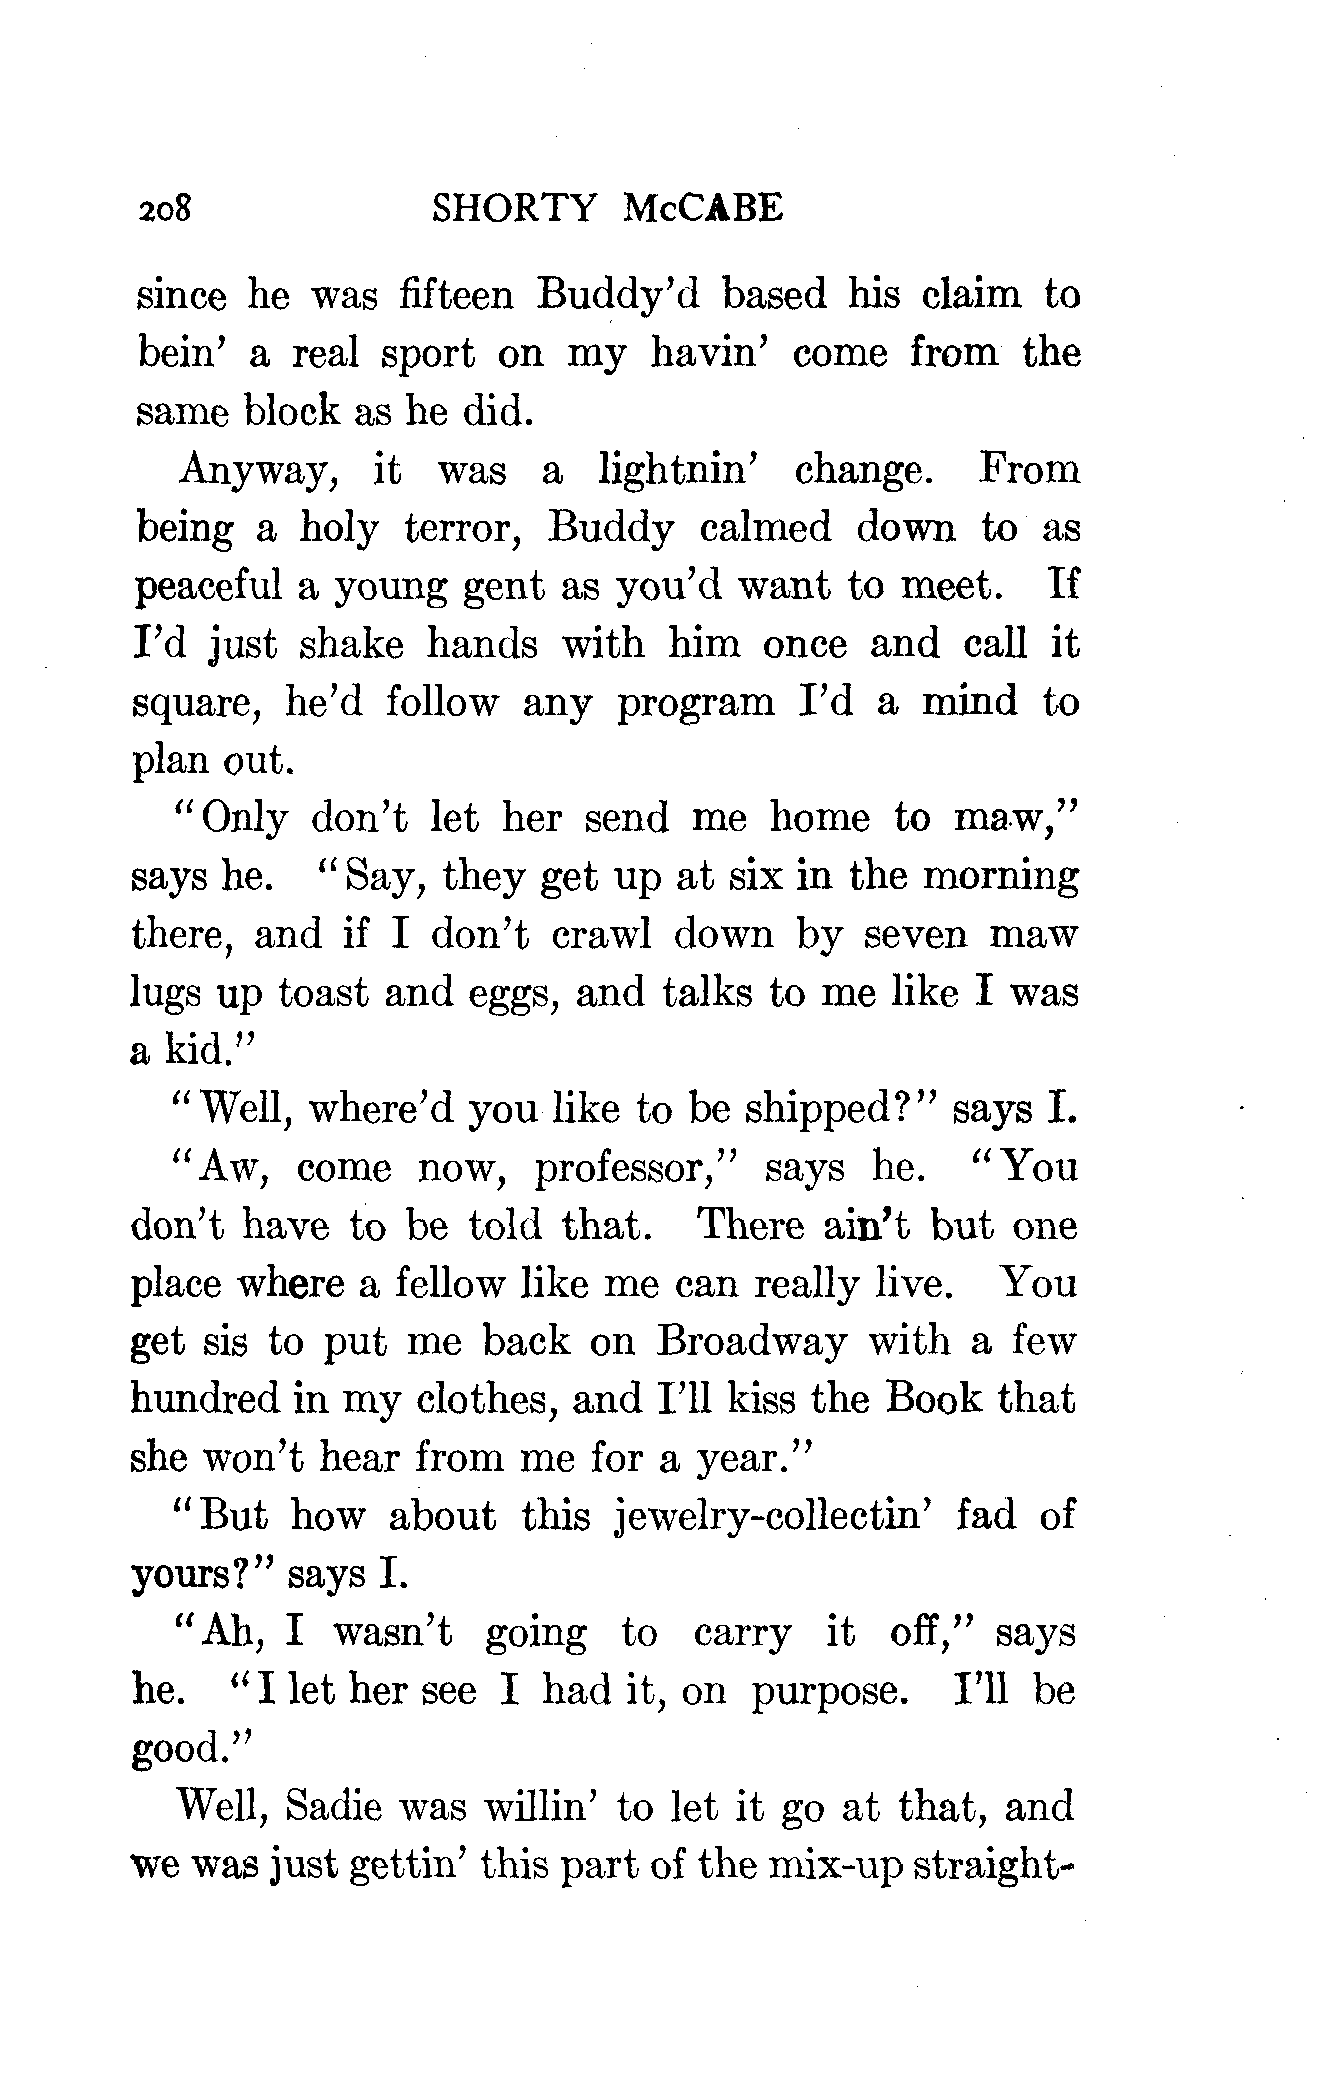 208 SHORTY McCABE
since he was fifteen Buddy'd based his claim to
bein' a real sport on my havin' come from the
same block as he did.
Anyway, it was a lightnin' change. From
being a holy terror, Buddy calmed down to as
peaceful a young gent as you'd want to meet. If
I'd just shake hands with him once and call it
square, he'd follow any program I'd a mind to
plan out.
"Only don't let her send me home to maw,"
says he. "Say, they get up at six in the morning
there, and if I don't crawl down by seven maw
lugs up toast and eggs, and talks to me like I was
a kid."
"Well, where'd you like to be shipped?" says I.
"Aw, come now, professor," says he. "You
don't have to be told that. There ain't but one
place where a fellow like me can really live. You
get sis to put me back on Broadway with a few
hundred in my clothes, and I'll kiss the Book that
she won't hear from me for a year."
"But how about this jewelry-collectin' fad of
yours?" says I.
"Ah, I wasn't going to carry it off," says
he. "I let her see I had it, on purpose. I'll be
good."
Well, Sadie was willin' to let it go at that, and
we was just gettin' this part of the mix-up straight-